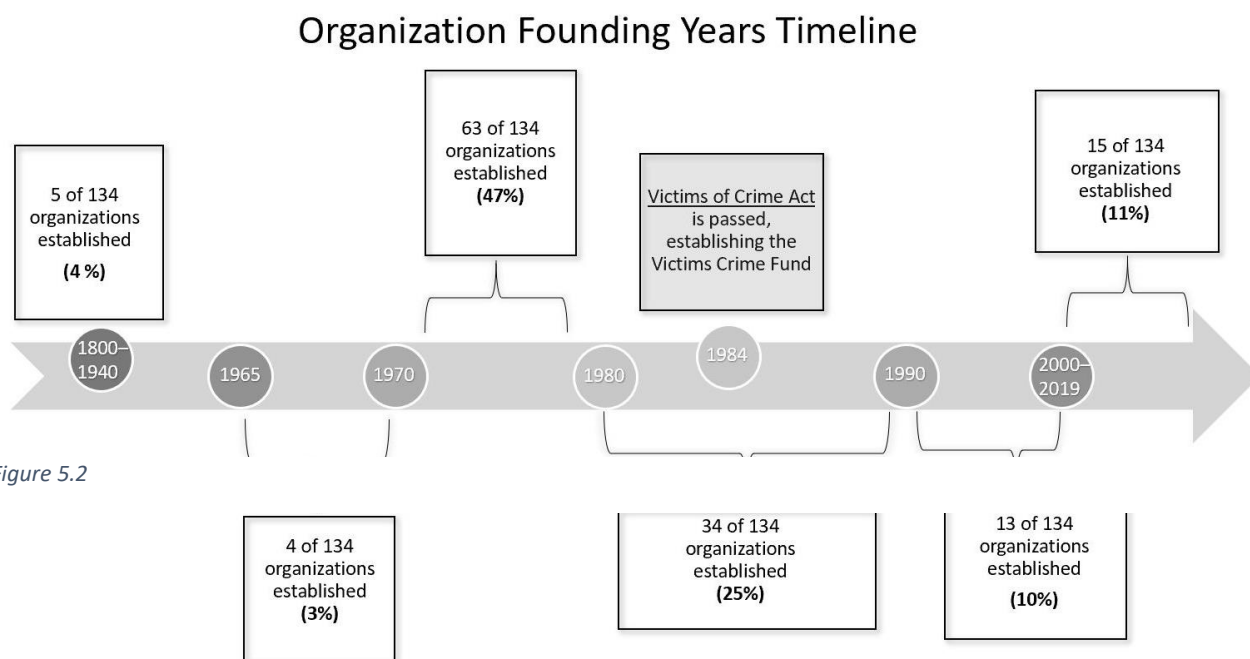 Organization Founding Years Timeline
5 of 134
organizations
established
(4 %)
63 of 134
organizations
established
(47%)
Victims of Crime Act
is passed,
establishing the
Victims Crime Fund
15 of 134
organizations
established
(11%)
1800–
1940
1965
1970
1980
1984
1990
2000–
2019
igure 5.2
4 of 134
organizations
established
(3%)
34 of 134
organizations
established
(25%)
13 of 134
organizations
established
(10%)